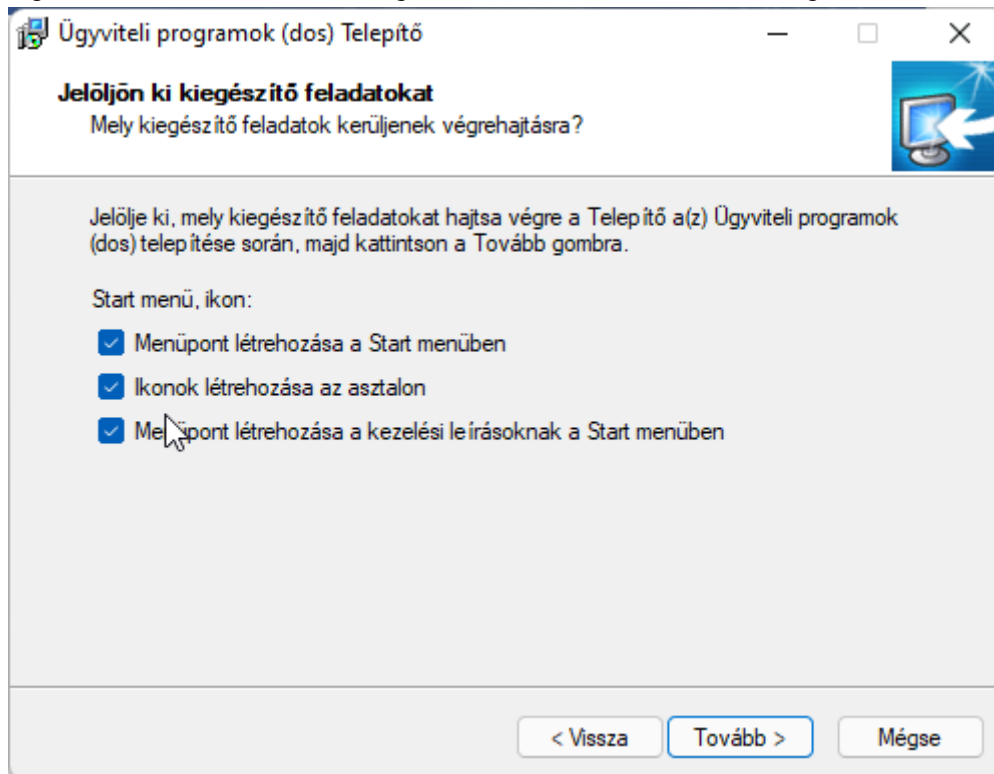 Ügyviteli programok (dos) Telepítő
Jelöljön ki kiegészítő feladatokat
Mely kiegészítő feladatok kerüljenek végrehajtásra?
Jelölje ki, mely kiegészítő feladatokat hajtsa végre a Telepítő a(z) Ügyviteli programok
(dos) telepítése során, majd kattintson a Tovább gombra.
Start menü, ikon:
Menüpont létrehozása a Start menüben
Ikonok létrehozása az asztalon
Menüpont létrehozása a kezelési leírásoknak a Start menüben
< Vissza
Tovább >
Mégse